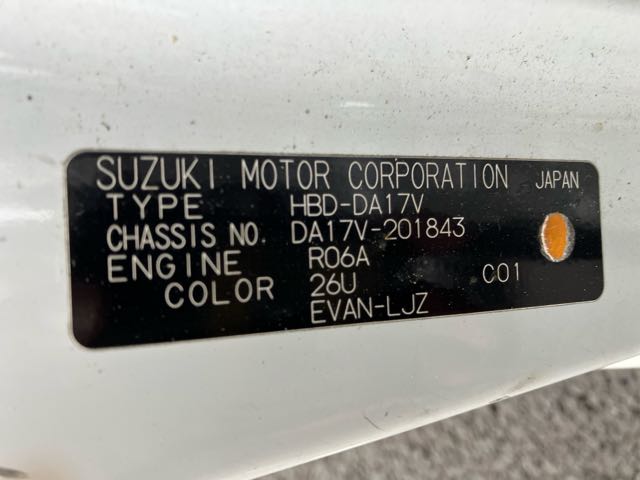 SUZUKI MOTOR CORPORATION JAPAN
TYPE HBD-DA17V
CHASSIS NO. DA17V-201843
ENGINE R06A
COLOR 26U C01
EVAN-LJZ